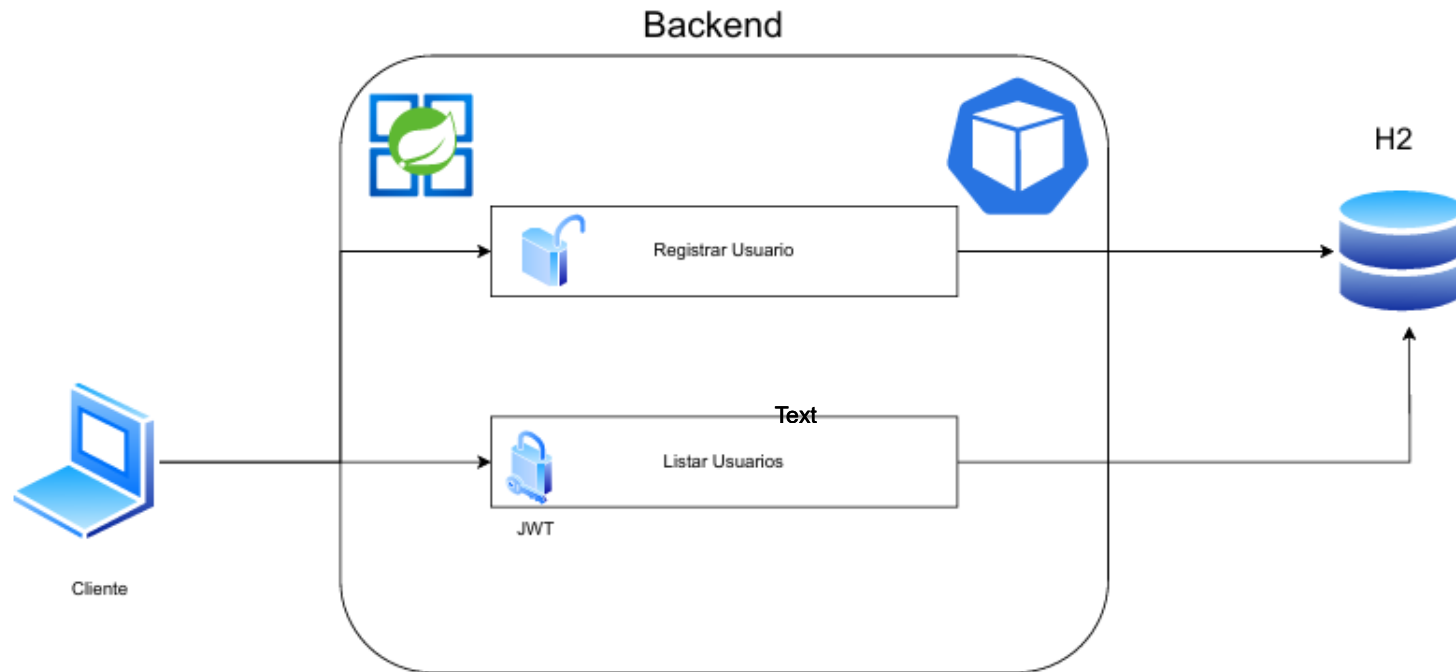 Backend
H2
Registrar Usuario
Text
Listar Usuarios
JWT
Cliente